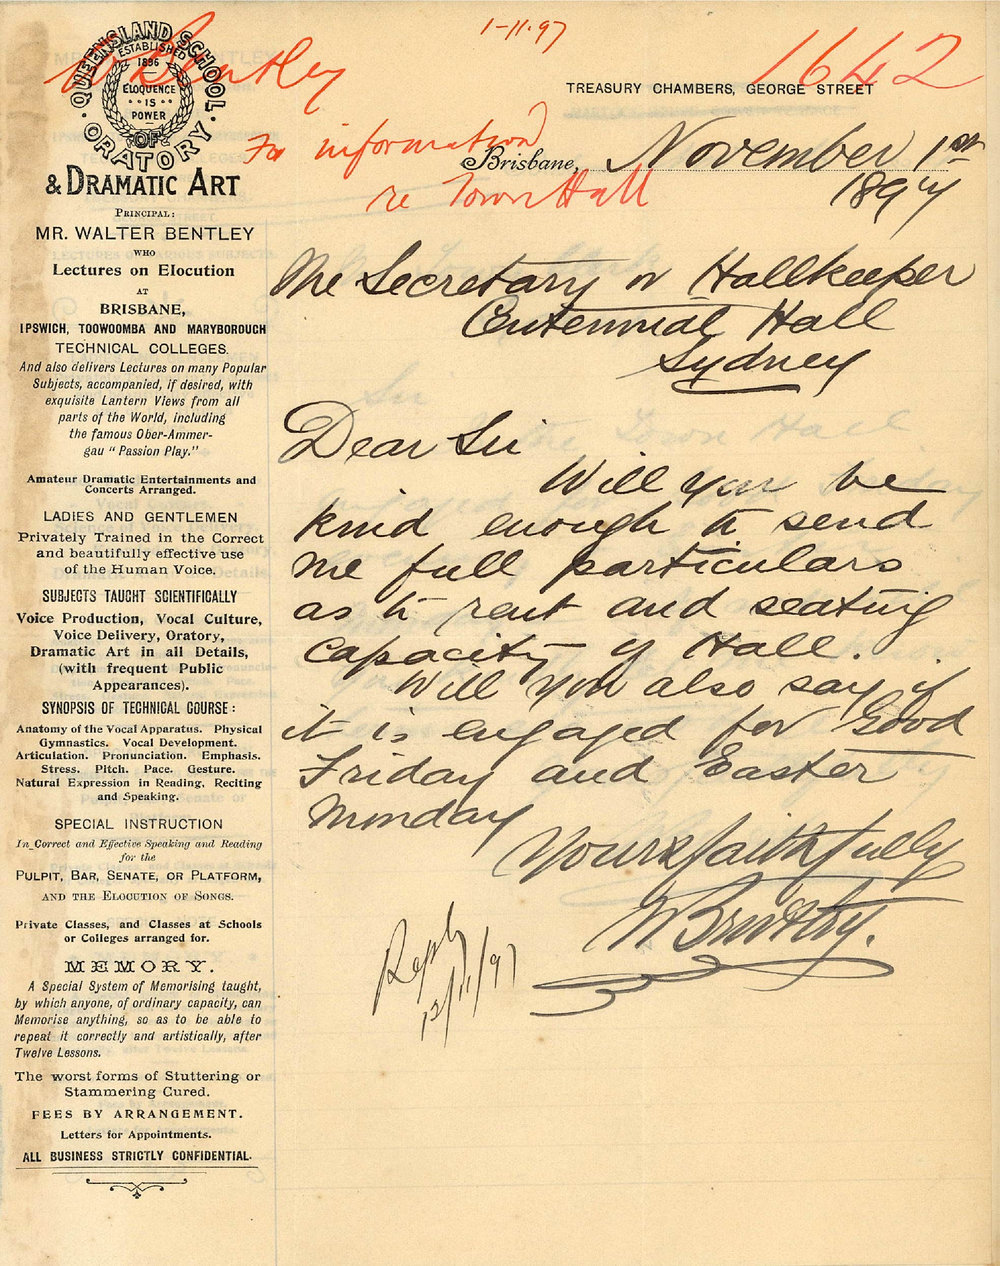 1-11.97
W Bentley
1642
For information
re Town Hall
QUEENSLAND SCHOOL
OF
ORATORY.
ESTABLISHED
1896
ELOQUENCE
IS
POWER
& DRAMATIC ART
PRINCIPAL:
MR. WALTER BENTLEY
WHO
Lectures on Elocution
AT
BRISBANE,
IPSWICH, TOOWOOMBA AND MARYBOROUGH
TECHNICAL COLLEGES.
And also delivers Lectures on many Popular
Subjects, accompanied, if desired, with
exquisite Lantern Views from all
parts of the World, including
the famous Ober-Ammer-
gau "Passion Play."
Amateur Dramatic Entertainments and
Concerts Arranged.
LADIES AND GENTLEMEN
Privately Trained in the Correct
and beautifully effective use
of the Human Voice.
SUBJECTS TAUGHT SCIENTIFICALLY
Voice Production, Vocal Culture,
Voice Delivery, Oratory,
Dramatic Art in all Details,
(with frequent Public
Appearances).
SYNOPSIS OF TECHNICAL COURSE:
Anatomy of the Vocal Apparatus. Physical
Gymnastics. Vocal Development.
Articulation. Pronunciation. Emphasis.
Stress. Pitch. Pace. Gesture.
Natural Expression in Reading, Reciting
and Speaking.
SPECIAL INSTRUCTION
In Correct and Effective Speaking and Reading
for the
PULPIT, BAR, SENATE, OR PLATFORM,
AND THE ELOCUTION OF SONGS.
Private Classes, and Classes at Schools
or Colleges arranged for.
MEMORY.
A Special System of Memorising taught,
by which anyone, of ordinary capacity, can
Memorise anything, so as to be able to
repeat it correctly and artistically, after
Twelve Lessons.
The worst forms of Stuttering or
Stammering Cured.
FEES BY ARRANGEMENT.
Letters for Appointments.
ALL BUSINESS STRICTLY CONFIDENTIAL.
TREASURY CHAMBERS, GEORGE STREET
Brisbane, November 1st
1897
The Secretary or Hallkeeper
Centennial Hall
Sydney
Dear Sir
Will you be
kind enough to send
me full particulars
as to rent and seating
capacity of Hall.
Will you also say if
it is engaged for Good
Friday and Easter
Monday
Yours faithfully
W Bentley.
Reply
12/11/97